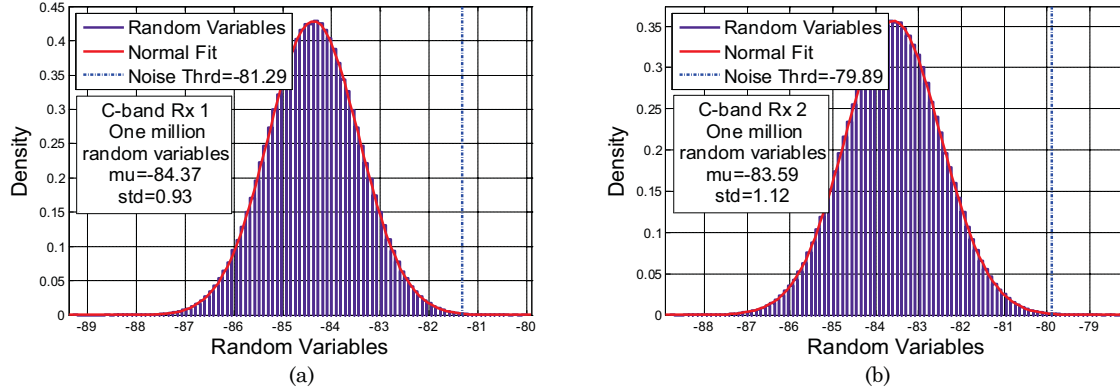 0.45
0.4
0.35
0.3
0.25
0.2
0.15
0.1
0.05
0
Density
Random Variables
Normal Fit
Noise Thrd=-81.29
C-band Rx 1
One million
random variables
mu=-84.37
std=0.93
-89 -87 -86 -85 -84 -83 -81 -80
Random Variables
(a)
0.35
0.3
0.25
0.2
0.15
0.1
0.05
0
Density
Random Variables
Normal Fit
Noise Thrd=-79.89
C-band Rx 2
One million
random variables
mu=-83.59
std=1.12
-88 -87 -86 -85 -84 -83 -82 -81 -80 -79
Random Variables
(b)